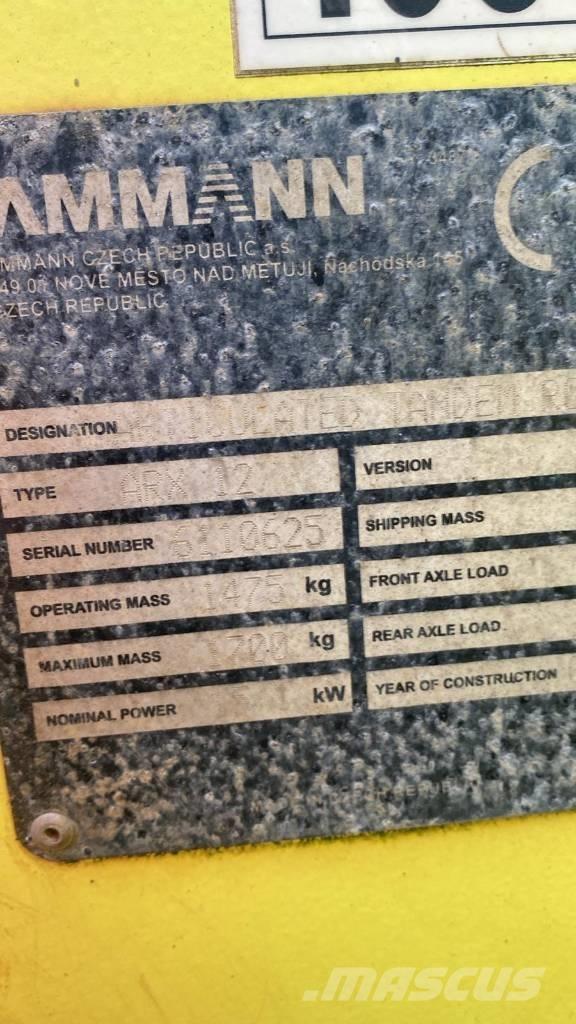 AMMANN
AMMANN CZECH REPUBLIC a.s.
NOVE MESTO NAD METUJI, Nachodska
CZECH REPUBLIC
DESIGNATION ARTICULATED TANDEM
TYPE ARX 12
VERSION
SERIAL NUMBER 6110625
SHIPPING MASS
OPERATING MASS 1475 kg
FRONT AXLE LOAD
MAXIMUM MASS 1700 kg
REAR AXLE LOAD
NOMINAL POWER kW
YEAR OF CONSTRUCTION
MASCUS